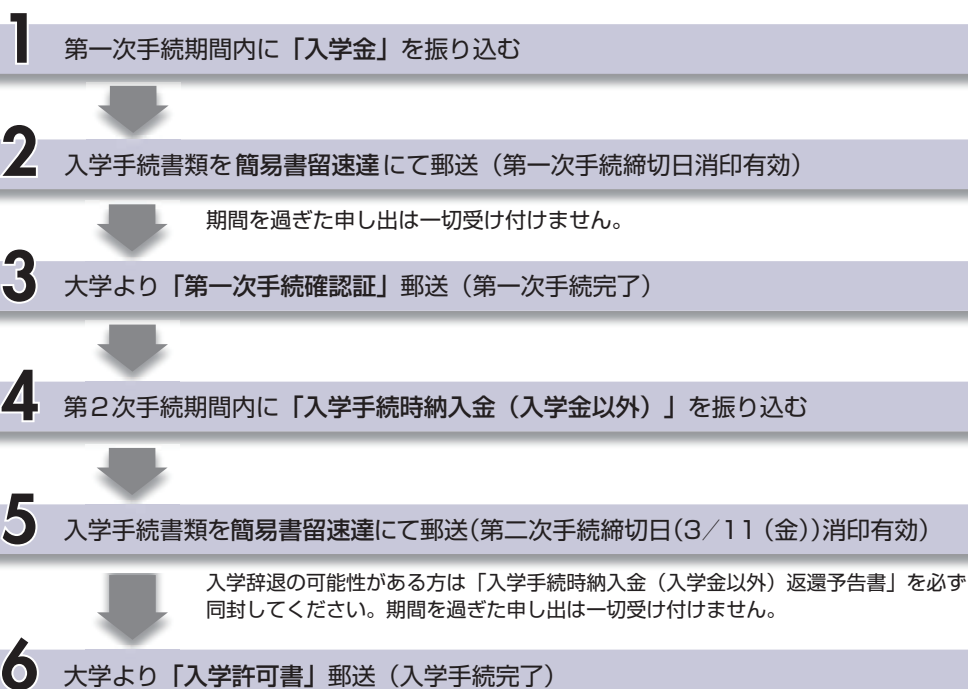 1 第一次手続期間内に「入学金」を振り込む
2 入学手続書類を簡易書留速達にて郵送（第一次手続締切日消印有効）
期間を過ぎた申し出は一切受け付けません。
3 大学より「第一次手続確認証」郵送（第一次手続完了）
4 第２次手続期間内に「入学手続時納入金（入学金以外）」を振り込む
5 入学手続書類を簡易書留速達にて郵送(第二次手続締切日(3／11（金))消印有効）
入学辞退の可能性がある方は「入学手続時納入金（入学金以外）返還予告書」を必ず
同封してください。期間を過ぎた申し出は一切受け付けません。
6 大学より「入学許可書」郵送（入学手続完了）